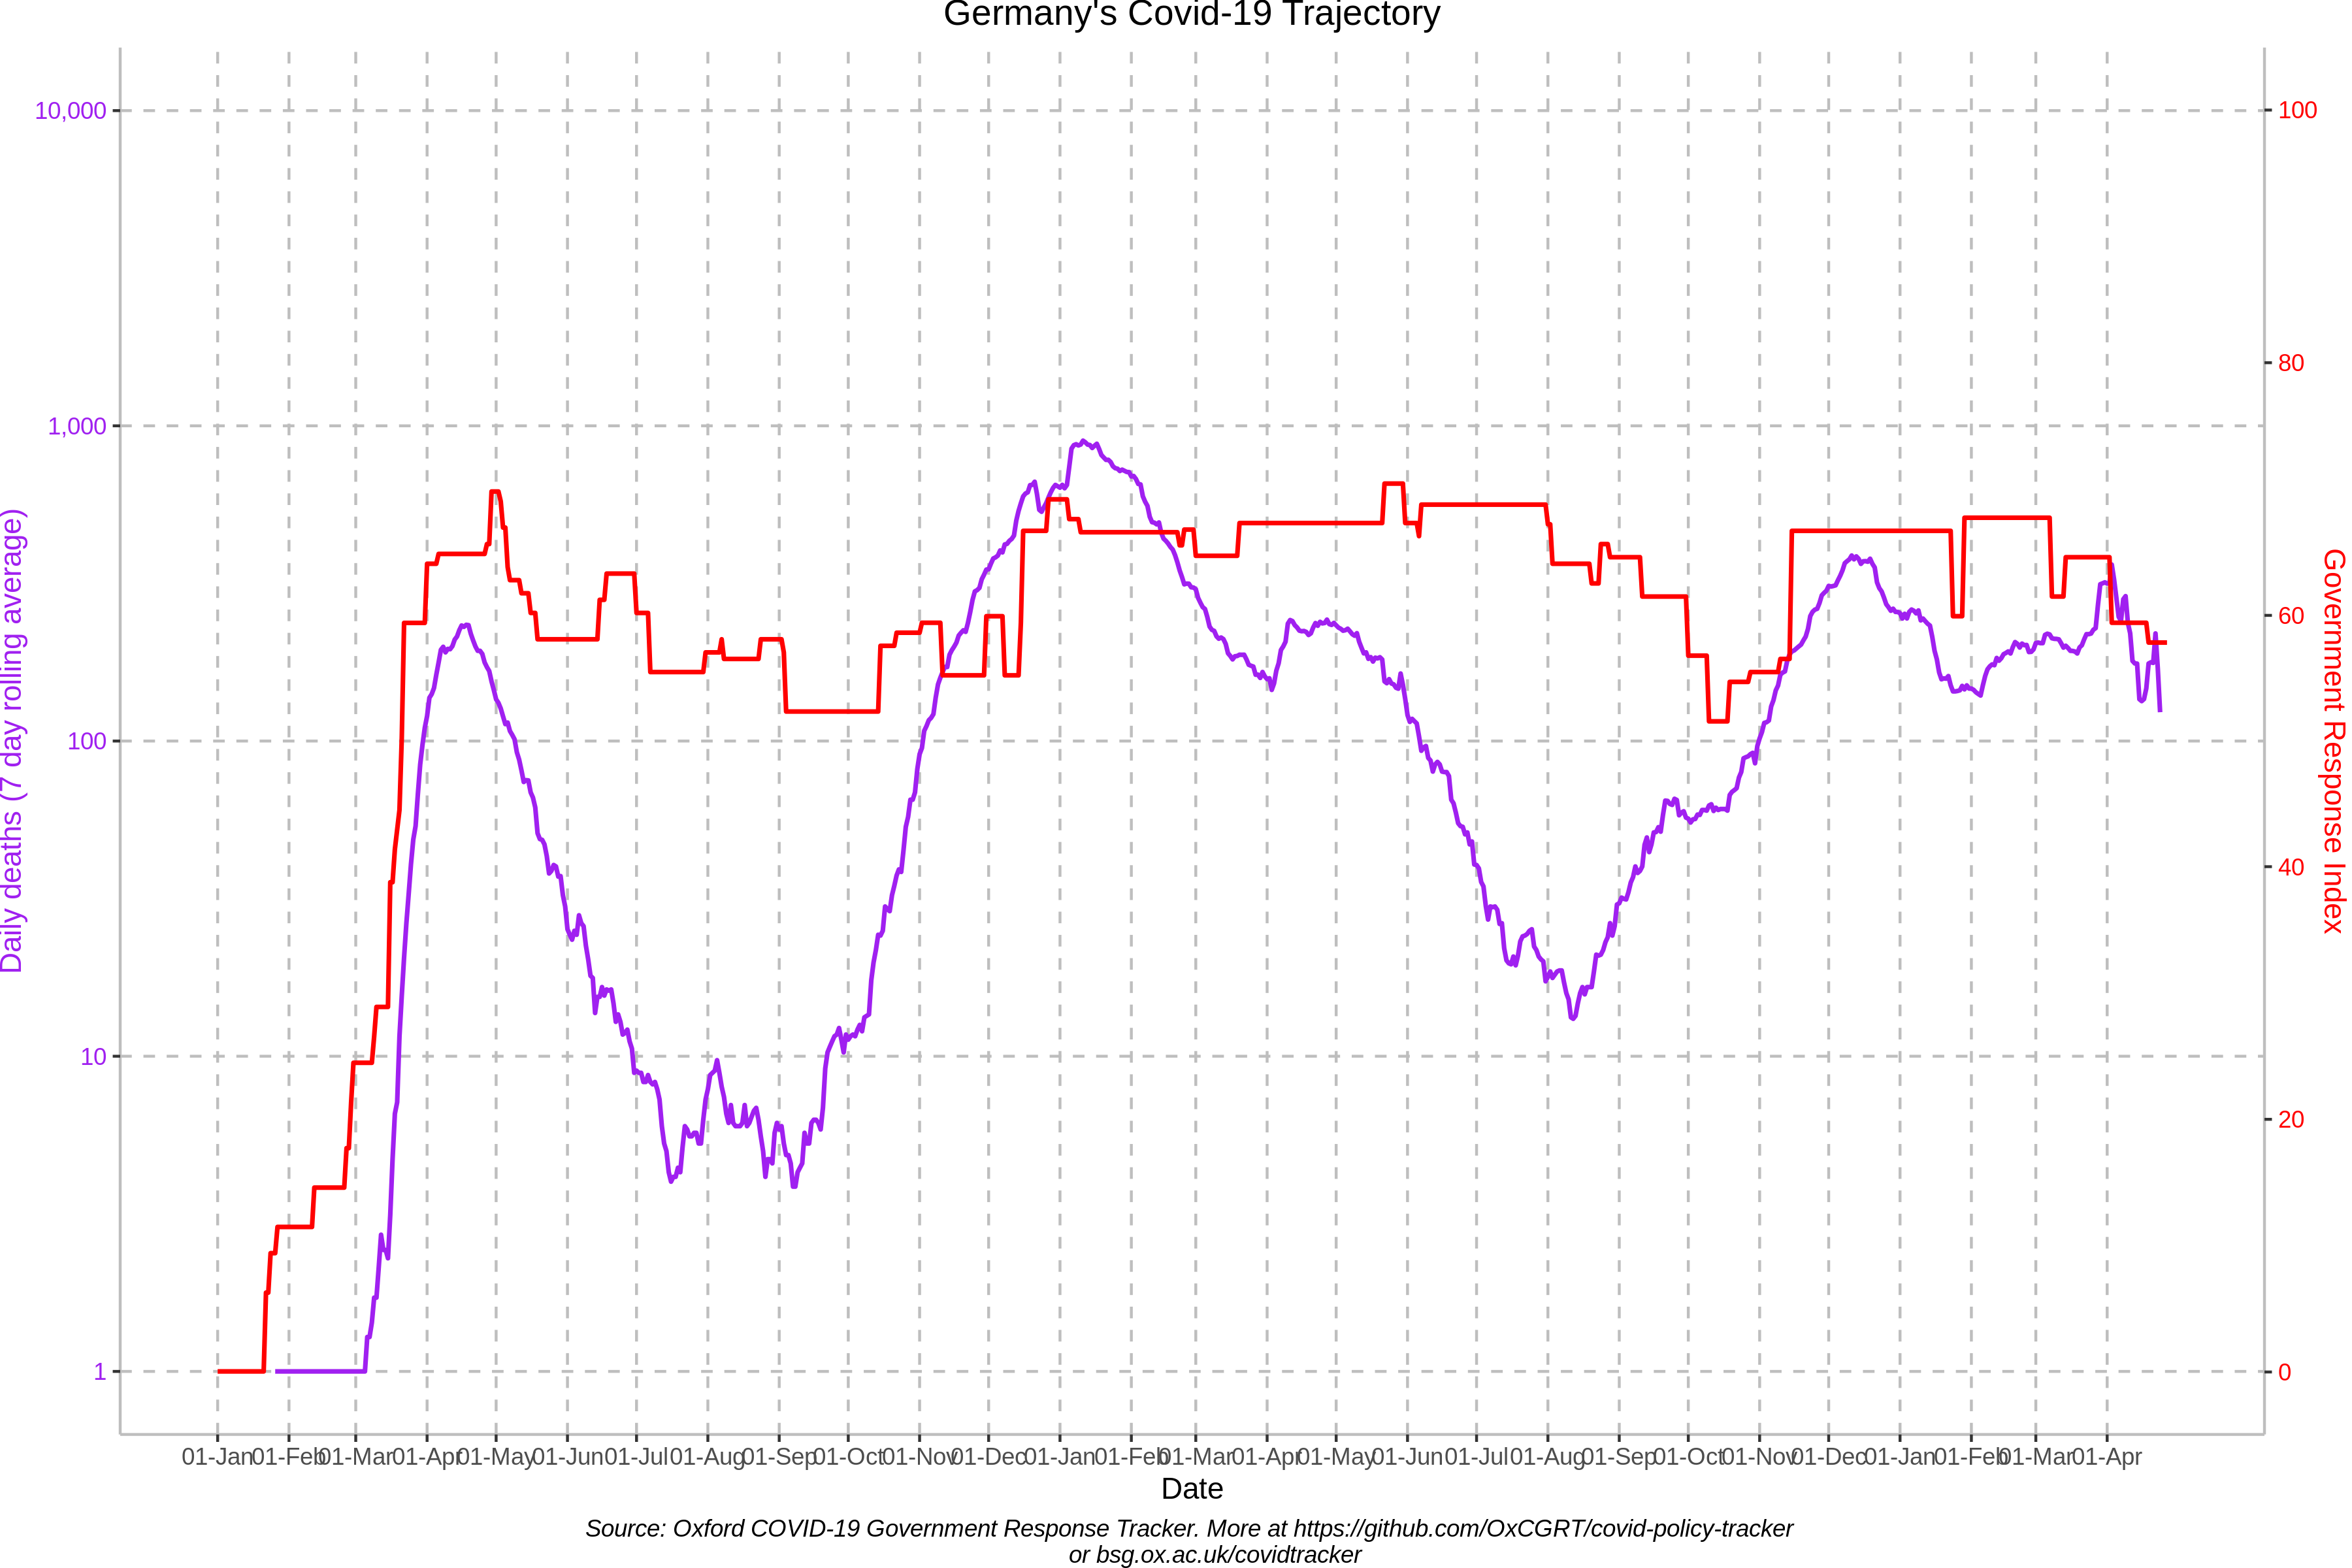 Germany's Covid-19 Trajectory
10,000
1,000
100
10
1
Daily deaths (7 day rolling average)
100
80
60
40
20
0
Government Response Index
01-Jan 01-Feb 01-Mar 01-Apr 01-May 01-Jun 01-Jul 01-Aug 01-Sep 01-Oct 01-Nov 01-Dec 01-Jan 01-Feb 01-Mar 01-Apr 01-May 01-Jun 01-Jul 01-Aug 01-Sep 01-Oct 01-Nov 01-Dec 01-Jan 01-Feb 01-Mar 01-Apr
Date
Source: Oxford COVID-19 Government Response Tracker. More at https://github.com/OxCGRT/covid-policy-tracker
or bsg.ox.ac.uk/covidtracker